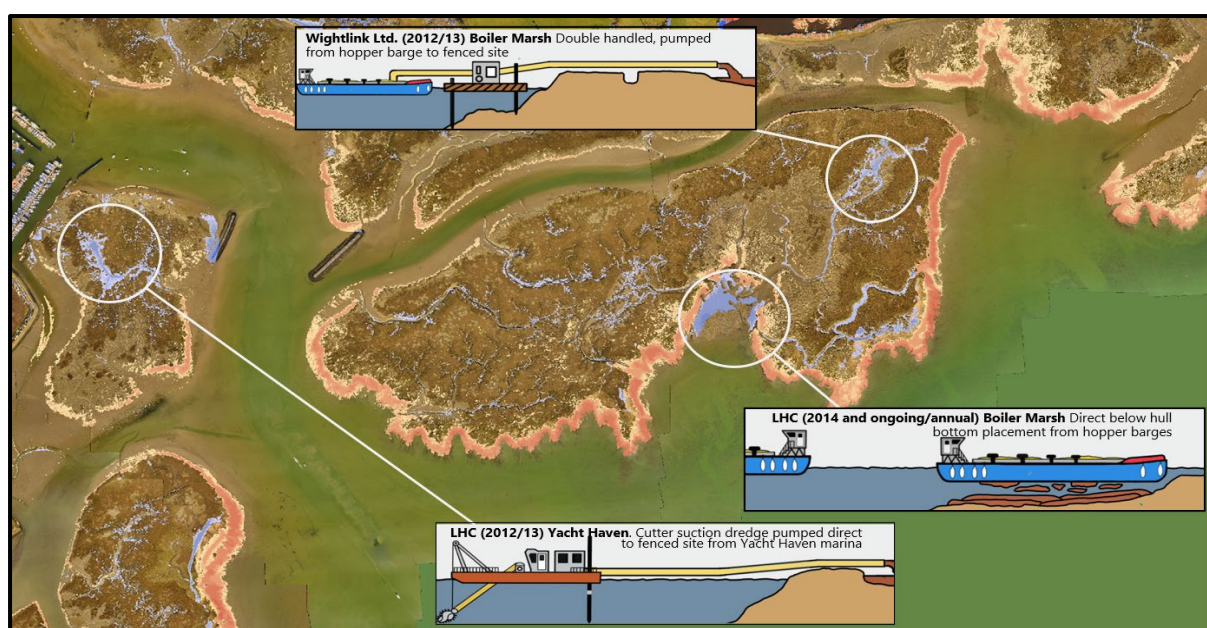 Wightlink Ltd. (2012/13) Boiler Marsh Double handled, pumped
from hopper barge to fenced site
LHC (2014 and ongoing/annual) Boiler Marsh Direct below hull
bottom placement from hopper barges
LHC (2012/13) Yacht Haven. Cutter suction dredge pumped direct
to fenced site from Yacht Haven marina